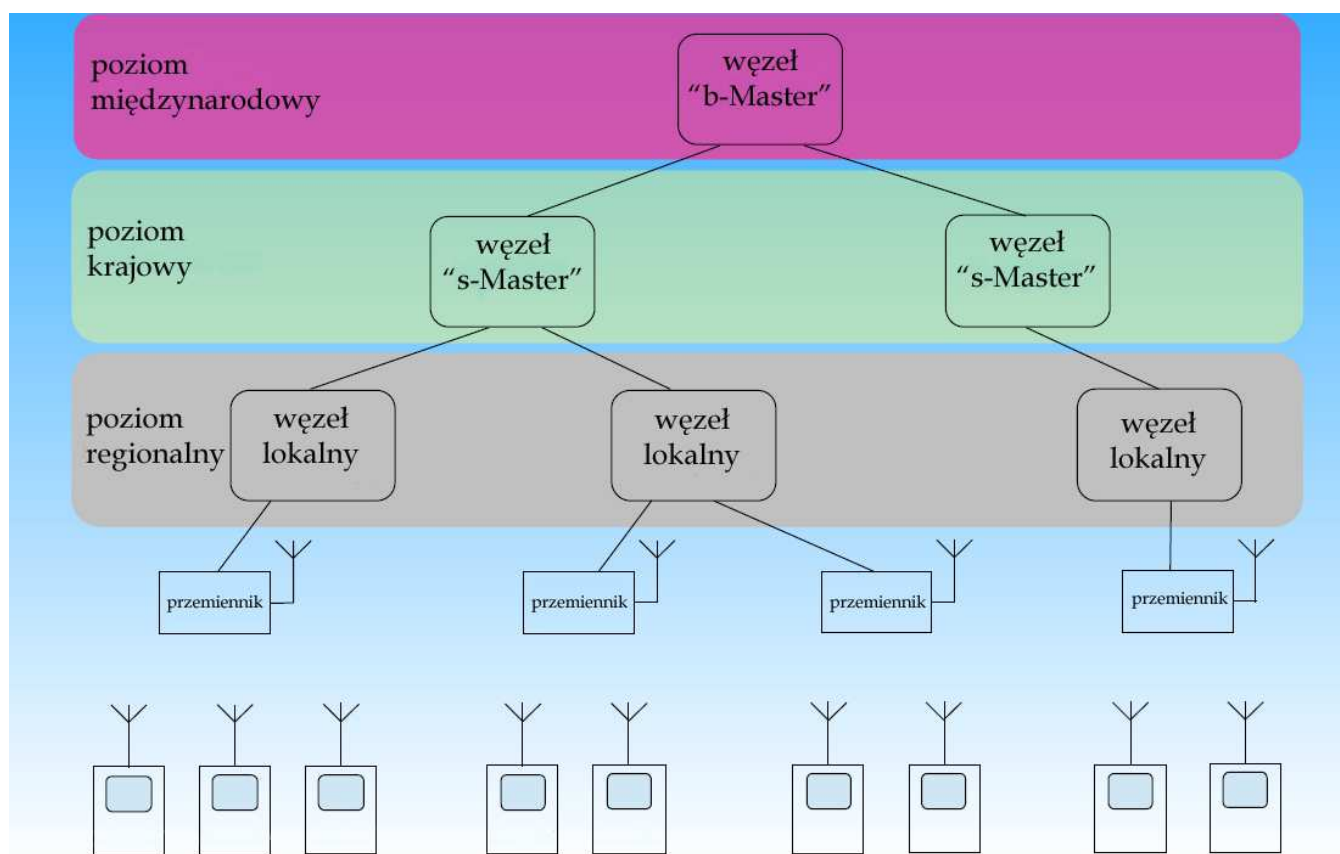 poziom
międzynarodowy
węzeł
“b-Master”
poziom
krajowy
węzeł
“s-Master”
węzeł
“s-Master”
poziom
regionalny
węzeł
lokalny
węzeł
lokalny
węzeł
lokalny
przemiennik
przemiennik
przemiennik
przemiennik